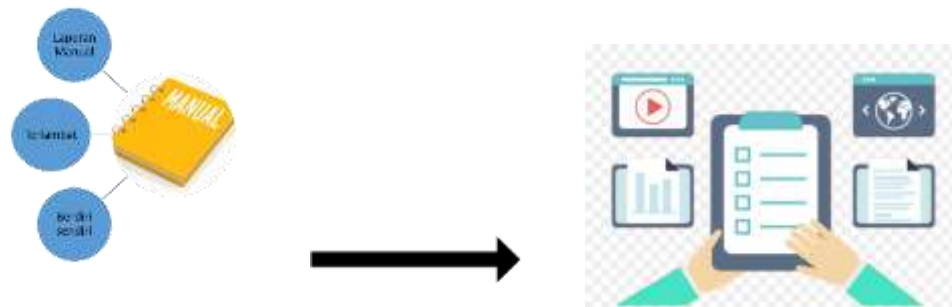 Laporan
Manual
MANUAL
Terlambat
Berdiri
sendiri